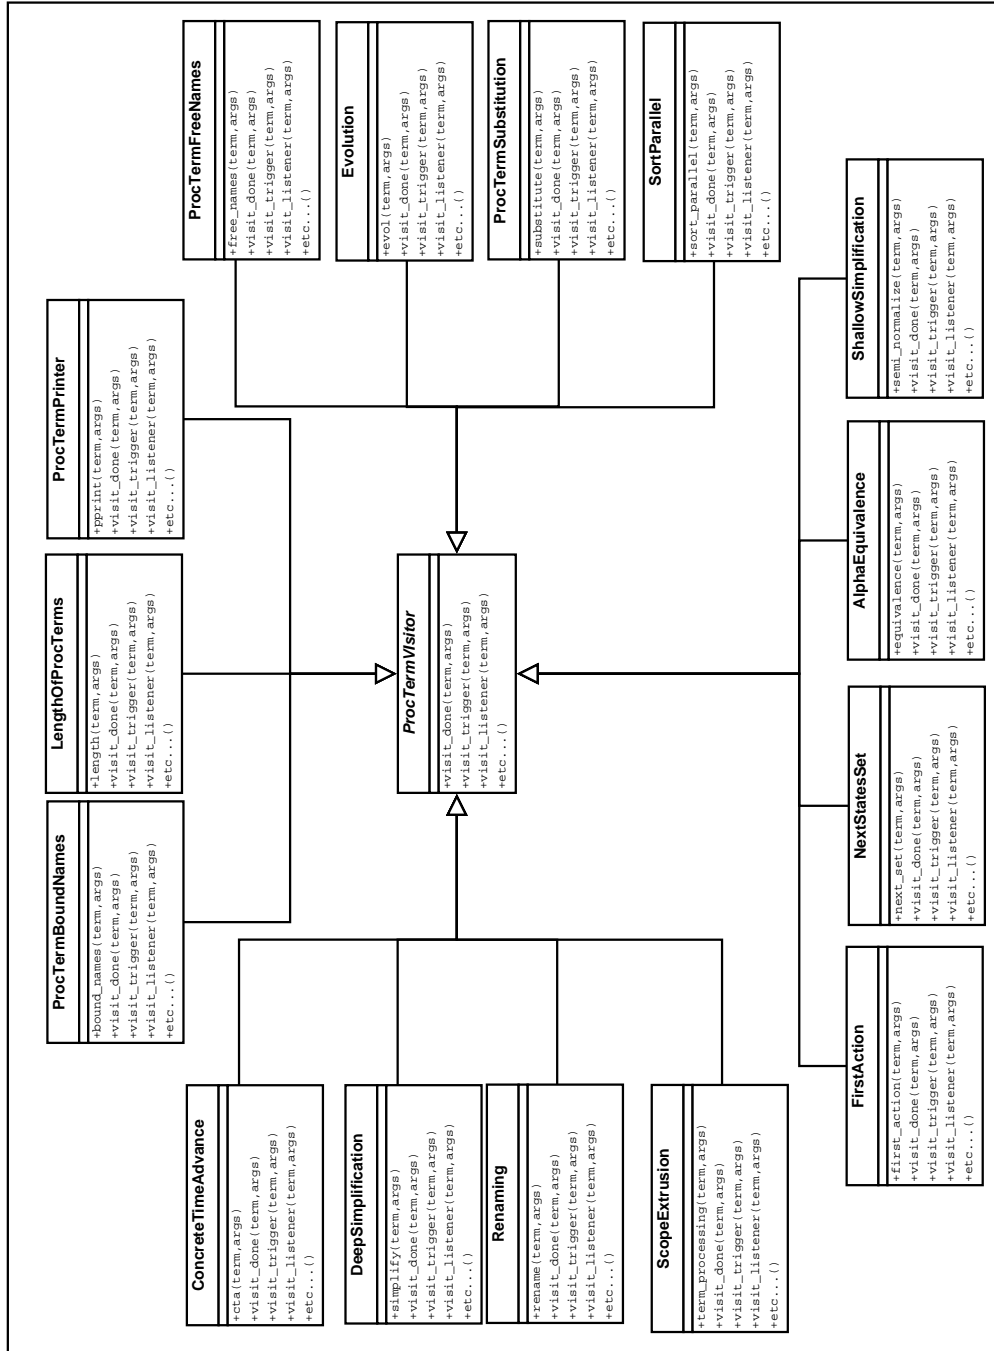 ConcreteTimeAdvance
+cta(term,args)
+visit_done(term,args)
+visit_trigger(term,args)
+visit_listener(term,args)
+etc...()
ProcTermBoundNames
+bound_names(term,args)
+visit_done(term,args)
+visit_trigger(term,args)
+visit_listener(term,args)
+etc...()
LengthOfProcTerms
+length(term,args)
+visit_done(term,args)
+visit_trigger(term,args)
+visit_listener(term,args)
+etc...()
ProcTermPrinter
+pprint(term,args)
+visit_done(term,args)
+visit_trigger(term,args)
+visit_listener(term,args)
+etc...()
ProcTermFreeNames
+free_names(term,args)
+visit_done(term,args)
+visit_trigger(term,args)
+visit_listener(term,args)
+etc...()
DeepSimplification
+simplify(term,args)
+visit_done(term,args)
+visit_trigger(term,args)
+visit_listener(term,args)
+etc...()
Evolution
+evol(term,args)
+visit_done(term,args)
+visit_trigger(term,args)
+visit_listener(term,args)
+etc...()
ProcTermVIsitor
+visit_done(term,args)
+visit_trigger(term,args)
+visit_listener(term,args)
+etc...()
Renaming
+rename(term,args)
+visit_done(term,args)
+visit_trigger(term,args)
+visit_listener(term,args)
+etc...()
ProcTermSubstitution
+substitute(term,args)
+visit_done(term,args)
+visit_trigger(term,args)
+visit_listener(term,args)
+etc...()
ScopeExtrusion
+term_processing(term,args)
+visit_done(term,args)
+visit_trigger(term,args)
+visit_listener(term,args)
+etc...()
SortParallel
+sort_parallel(term,args)
+visit_done(term,args)
+visit_trigger(term,args)
+visit_listener(term,args)
+etc...()
FirstAction
+first_action(term,args)
+visit_done(term,args)
+visit_trigger(term,args)
+visit_listener(term,args)
+etc...()
NextStatesSet
+next_set(term,args)
+visit_done(term,args)
+visit_trigger(term,args)
+visit_listener(term,args)
+etc...()
AlphaEquivalence
+equivalence(term,args)
+visit_done(term,args)
+visit_trigger(term,args)
+visit_listener(term,args)
+etc...()
ShallowSimplification
+semi_normalize(term,args)
+visit_done(term,args)
+visit_trigger(term,args)
+visit_listener(term,args)
+etc...()